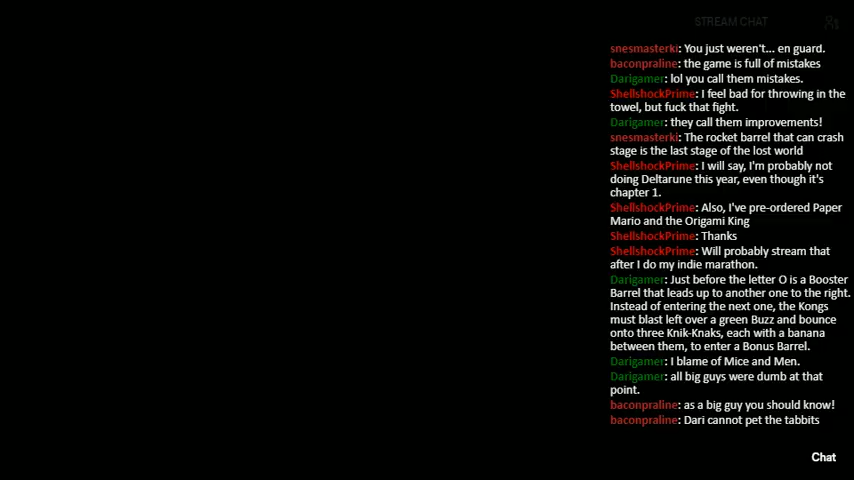 STREAM CHAT
snesmasterki: You just weren't... en guard.
baconpraline: the game is full of mistakes
Darigamer: lol you call them mistakes.
ShellshockPrime: I feel bad for throwing in the
towel, but fuck that fight.
Darigamer: they call them improvements!
snesmasterki: The rocket barrel that can crash
stage is the last stage of the lost world
ShellshockPrime: I will say, I'm probably not
doing Deltarune this year, even though it's
chapter 1.
ShellshockPrime: Also, I've pre-ordered Paper
Mario and the Origami King
ShellshockPrime: Thanks
ShellshockPrime: Will probably stream that
after I do my indie marathon.
Darigamer: Just before the letter O is a Booster
Barrel that leads up to another one to the right.
Instead of entering the next one, the Kongs
must blast left over a green Buzz and bounce
onto three Knik-Knaks, each with a banana
between them, to enter a Bonus Barrel.
Darigamer: I blame of Mice and Men.
Darigamer: all big guys were dumb at that
point.
baconpraline: as a big guy you should know!
baconpraline: Dari cannot pet the tabbits
Chat